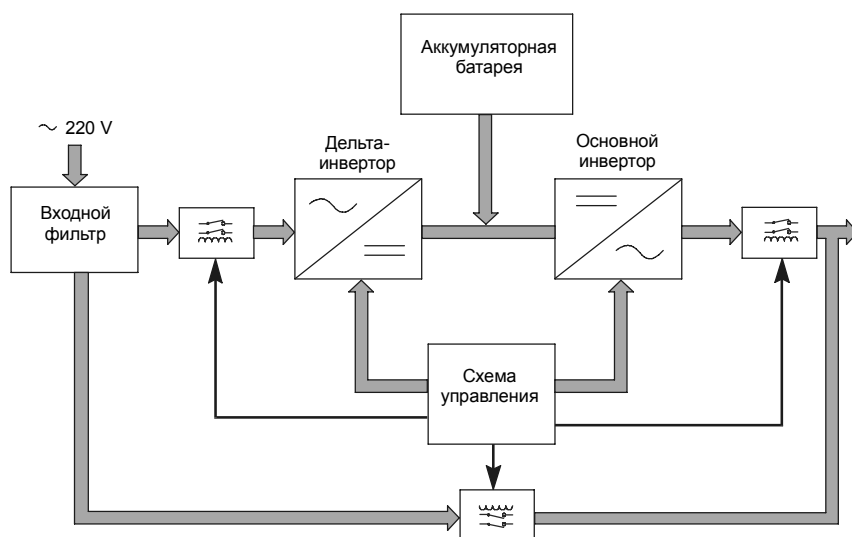 Аккумуляторная
батарея
~ 220 V
Дельта-
инвертор
Основной
инвертор
Входной
фильтр
Схема
управления